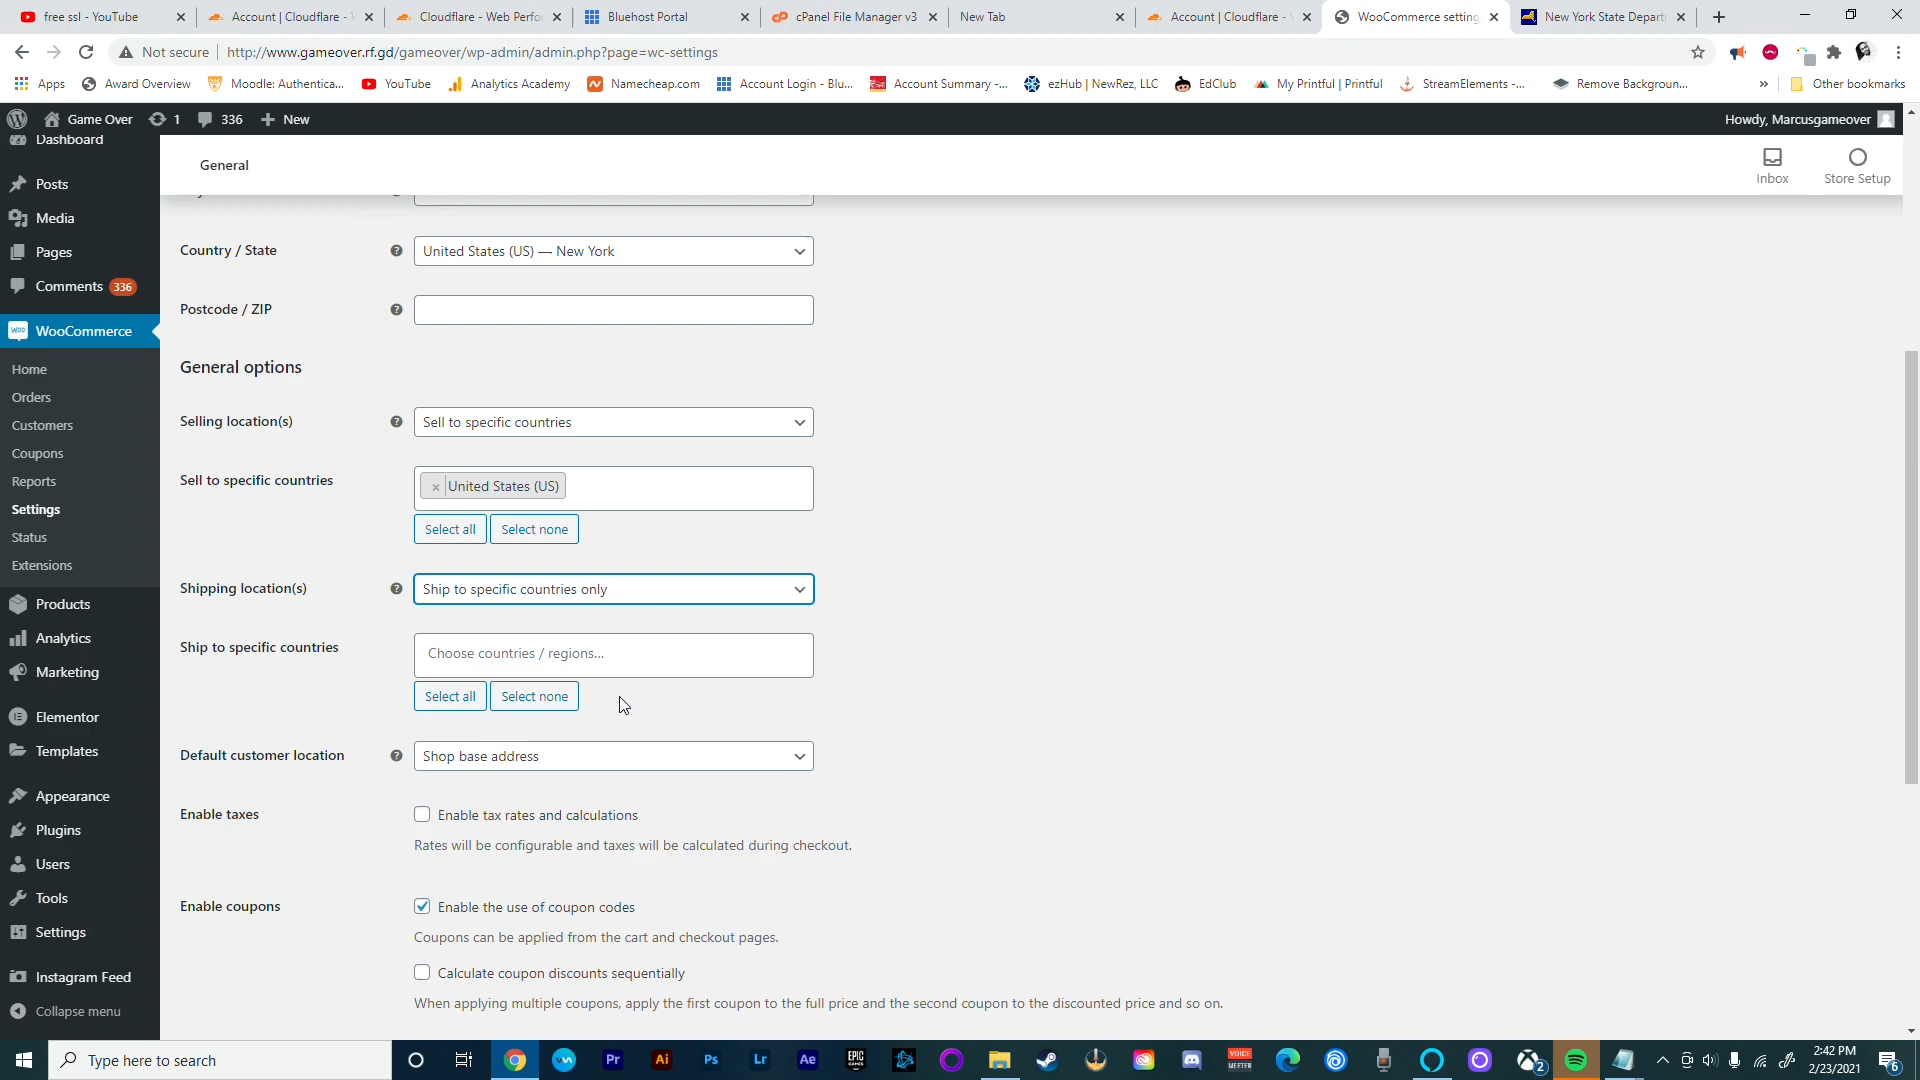 free ssl - YouTube
Account | Cloudflare -
Cloudflare - Web Perfo
Bluehost Portal
cPanel File Manager v3
New Tab
Account | Cloudflare -
WooCommerce setting
New York State Depart
Not secure | http://www.gameover.rf.gd/gameover/wp-admin/admin.php?page=wc-settings
Apps
Award Overview
Moodle: Authentica...
YouTube
Analytics Academy
Namecheap.com
Account Login - Blu...
Account Summary -...
ezHub | NewRez, LLC
EdClub
My Printful | Printful
StreamElements -...
Remove Backgroun...
»
Other bookmarks
Game Over
1
336
New
Howdy, Marcusgameover
Dashboard
Posts
Media
Pages
Comments 336
WooCommerce
Home
Orders
Customers
Coupons
Reports
Settings
Status
Extensions
Products
Analytics
Marketing
Elementor
Templates
Appearance
Plugins
Users
Tools
Settings
Instagram Feed
Collapse menu
General
Inbox
Store Setup
Country / State
United States (US) — New York
Postcode / ZIP
General options
Selling location(s)
Sell to specific countries
Sell to specific countries
× United States (US)
Select all
Select none
Shipping location(s)
Ship to specific countries only
Ship to specific countries
Choose countries / regions...
Select all
Select none
Default customer location
Shop base address
Enable taxes
Enable tax rates and calculations
Rates will be configurable and taxes will be calculated during checkout.
Enable coupons
Enable the use of coupon codes
Coupons can be applied from the cart and checkout pages.
Calculate coupon discounts sequentially
When applying multiple coupons, apply the first coupon to the full price and the second coupon to the discounted price and so on.
Type here to search
Pr
Ai
Ps
Lr
Ae
EPIC
GAMES
VOICE
MEETER
2
2:42 PM
2/23/2021
6